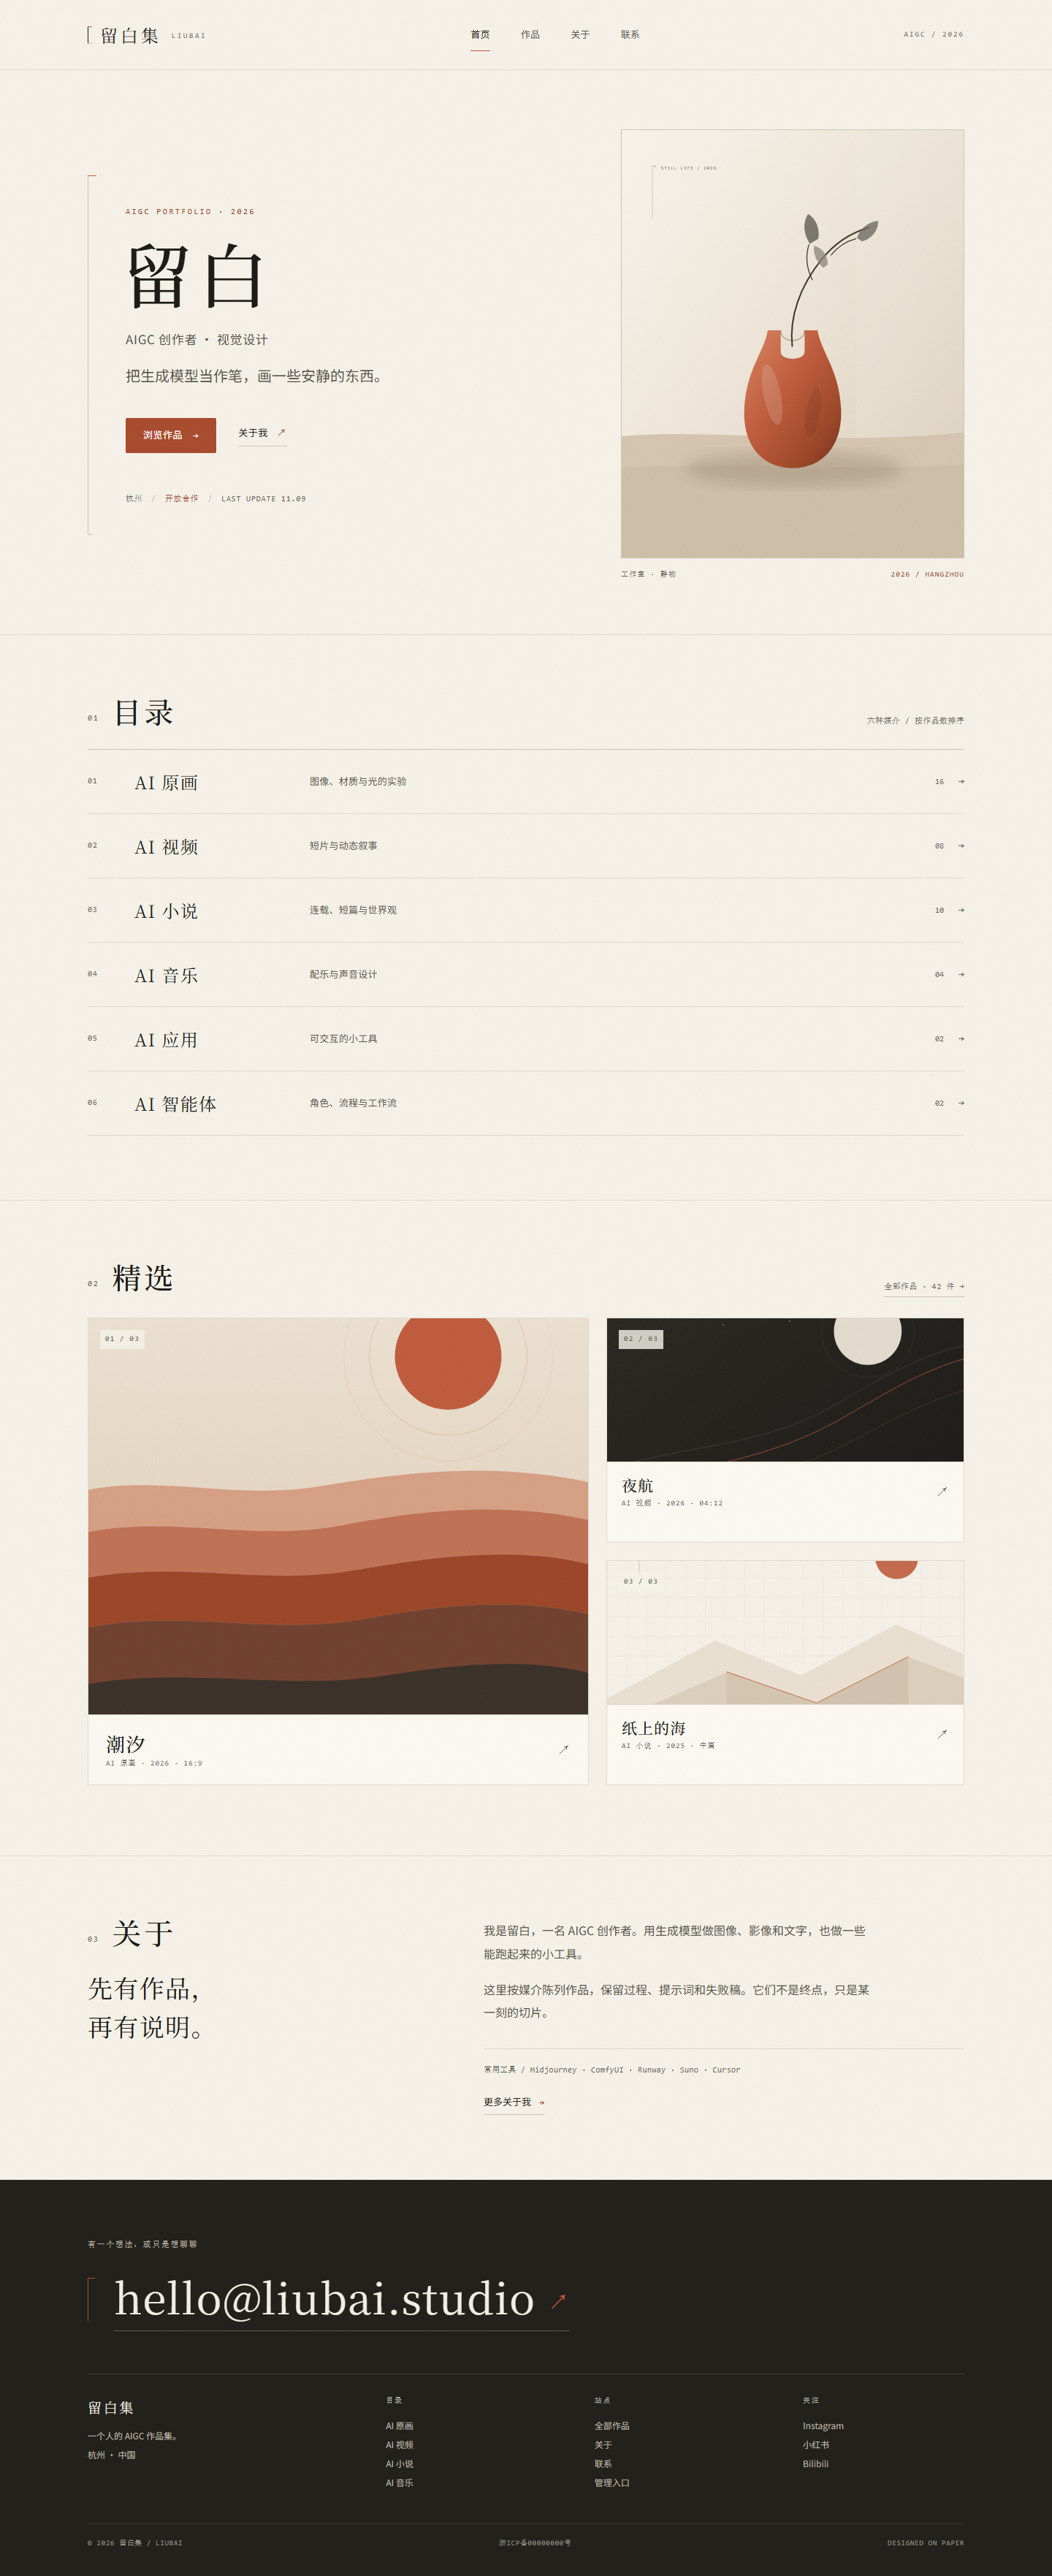 留白集 LIUBAI
首页 作品 关于 联系
AIGC / 2026
AIGC PORTFOLIO · 2026
留白
AIGC 创作者 · 视觉设计
把生成模型当作笔，画一些安静的东西。
浏览作品 →
关于我 ↗
杭州 / 开放合作 / LAST UPDATE 11.09
STILL LIFE / 2026
工作室 · 静物
2026 / HANGZHOU
01 目录
六种媒介 / 按作品数排序
01 AI 原画 图像、材质与光的实验 16 →
02 AI 视频 短片与动态叙事 08 →
03 AI 小说 连载、短篇与世界观 10 →
04 AI 音乐 配乐与声音设计 04 →
05 AI 应用 可交互的小工具 02 →
06 AI 智能体 角色、流程与工作流 02 →
02 精选
全部作品 · 42 件 →
01 / 03
潮汐
AI 原画 · 2026 · 16:9
↗
02 / 03
夜航
AI 视频 · 2026 · 04:12
↗
03 / 03
纸上的海
AI 小说 · 2025 · 中篇
↗
03 关于
先有作品，
再有说明。
我是留白，一名 AIGC 创作者。用生成模型做图像、影像和文字，也做一些
能跑起来的小工具。
这里按媒介陈列作品，保留过程、提示词和失败稿。它们不是终点，只是某
一刻的切片。
常用工具 / Midjourney · ComfyUI · Runway · Suno · Cursor
更多关于我 →
有一个想法，或只是想聊聊
hello@liubai.studio ↗
留白集
一个人的 AIGC 作品集。
杭州 · 中国
目录
AI 原画
AI 视频
AI 小说
AI 音乐
站点
全部作品
关于
联系
管理入口
关注
Instagram
小红书
Bilibili
© 2026 留白集 / LIUBAI
浙ICP备00000000号
DESIGNED ON PAPER